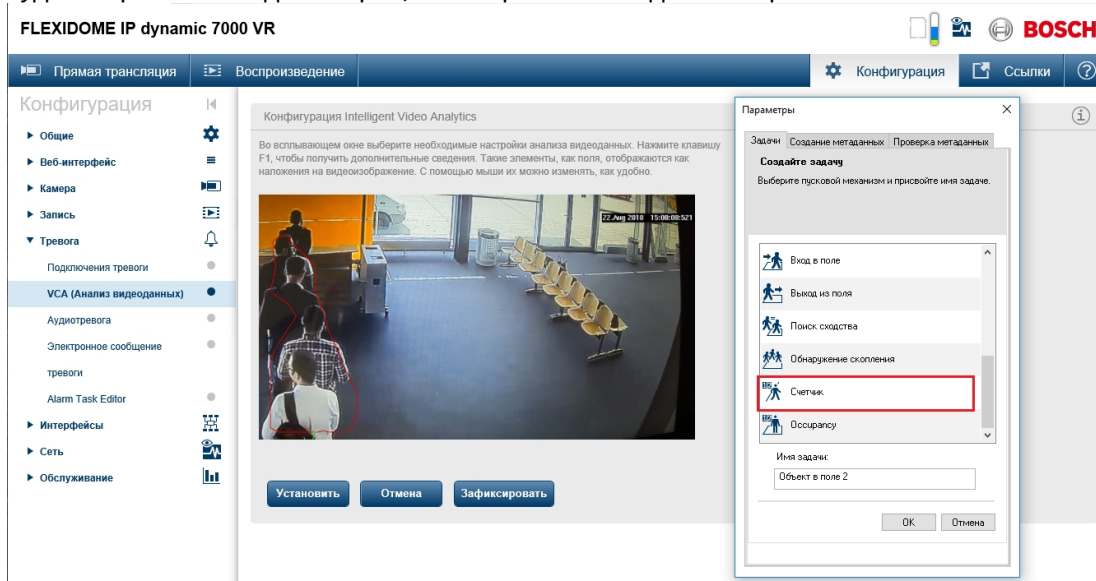 FLEXIDOME IP dynamic 7000 VR
BOSCH
Прямая трансляция
Воспроизведение
Конфигурация
Ссылки
Конфигурация
Общие
Веб-интерфейс
Камера
Запись
Тревога
Подключения тревоги
VCA (Анализ видеоданных)
Аудиотревога
Электронное сообщение
тревоги
Alarm Task Editor
Интерфейсы
Сеть
Обслуживание
Конфигурация Intelligent Video Analytics
Во всплывающем окне выберите необходимые настройки анализа видеоданных. Нажмите клавишу
F1, чтобы получить дополнительные сведения. Такие элементы, как поля, отображаются как
наложения на видеоизображение. С помощью мыши их можно изменять, как удобно.
22.Aug 2018 15:08:08:521
Установить
Отмена
Зафиксировать
Параметры
Задачи
Создание метаданных
Проверка метаданных
Создайте задачу
Выберите пусковой механизм и присвойте имя задаче.
Вход в поле
Выход из поля
Поиск сходства
Обнаружение скопления
Счетчик
Occupancy
Имя задачи:
Объект в поле 2
OK
Отмена